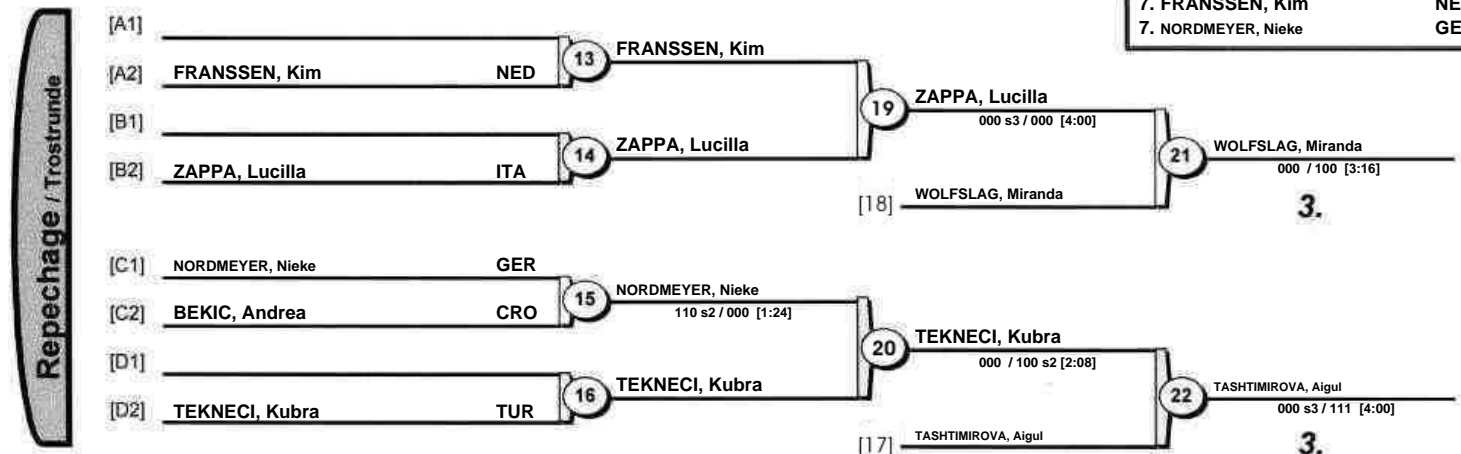 7. FRANSSEN, Kim NE
7. NORDMEYER, Nieke GE
Repechage / Trostrunde
[A1]
[A2] FRANSSEN, Kim NED
13 FRANSSEN, Kim
[B1]
[B2] ZAPPA, Lucilla ITA
14 ZAPPA, Lucilla
19 ZAPPA, Lucilla
000 s3 / 000 [4:00]
[18] WOLFSLAG, Miranda
21 WOLFSLAG, Miranda
000 / 100 [3:16]
3.
[C1] NORDMEYER, Nieke GER
[C2] BEKIC, Andrea CRO
15 NORDMEYER, Nieke
110 s2 / 000 [1:24]
[D1]
[D2] TEKNECI, Kubra TUR
16 TEKNECI, Kubra
20 TEKNECI, Kubra
000 / 100 s2 [2:08]
[17] TASHTIMIROVA, Aigul
22 TASHTIMIROVA, Aigul
000 s3 / 111 [4:00]
3.